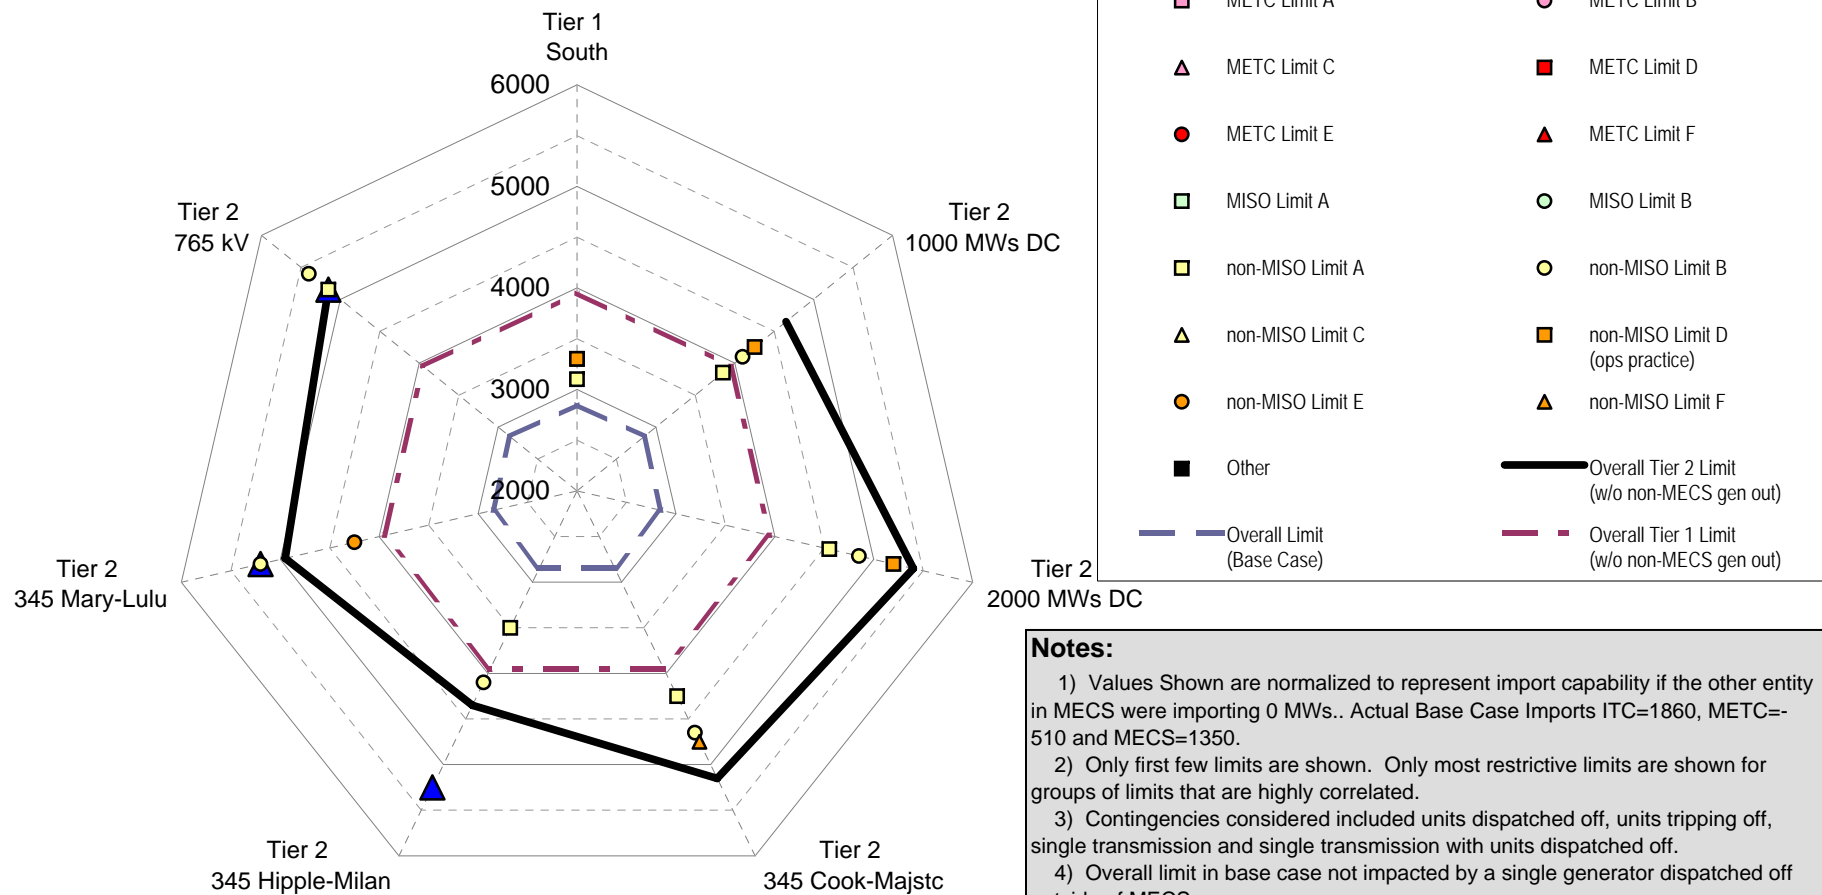 Tier 1
South
6000
5000
4000
3000
2000
Tier 2
765 kV
Tier 2
1000 MWs DC
Tier 2
345 Mary-Lulu
Tier 2
2000 MWs DC
Tier 2
345 Hipple-Milan
Tier 2
345 Cook-Majstc
METC Limit A
METC Limit B
METC Limit C
METC Limit D
METC Limit E
METC Limit F
MISO Limit A
MISO Limit B
non-MISO Limit A
non-MISO Limit B
non-MISO Limit C
non-MISO Limit D
(ops practice)
non-MISO Limit E
non-MISO Limit F
Other
Overall Tier 2 Limit
(w/o non-MECS gen out)
Overall Limit
(Base Case)
Overall Tier 1 Limit
(w/o non-MECS gen out)
Notes:
1) Values Shown are normalized to represent import capability if the other entity
in MECS were importing 0 MWs.. Actual Base Case Imports ITC=1860, METC=-
510 and MECS=1350.
2) Only first few limits are shown. Only most restrictive limits are shown for
groups of limits that are highly correlated.
3) Contingencies considered included units dispatched off, units tripping off,
single transmission and single transmission with units dispatched off.
4) Overall limit in base case not impacted by a single generator dispatched off